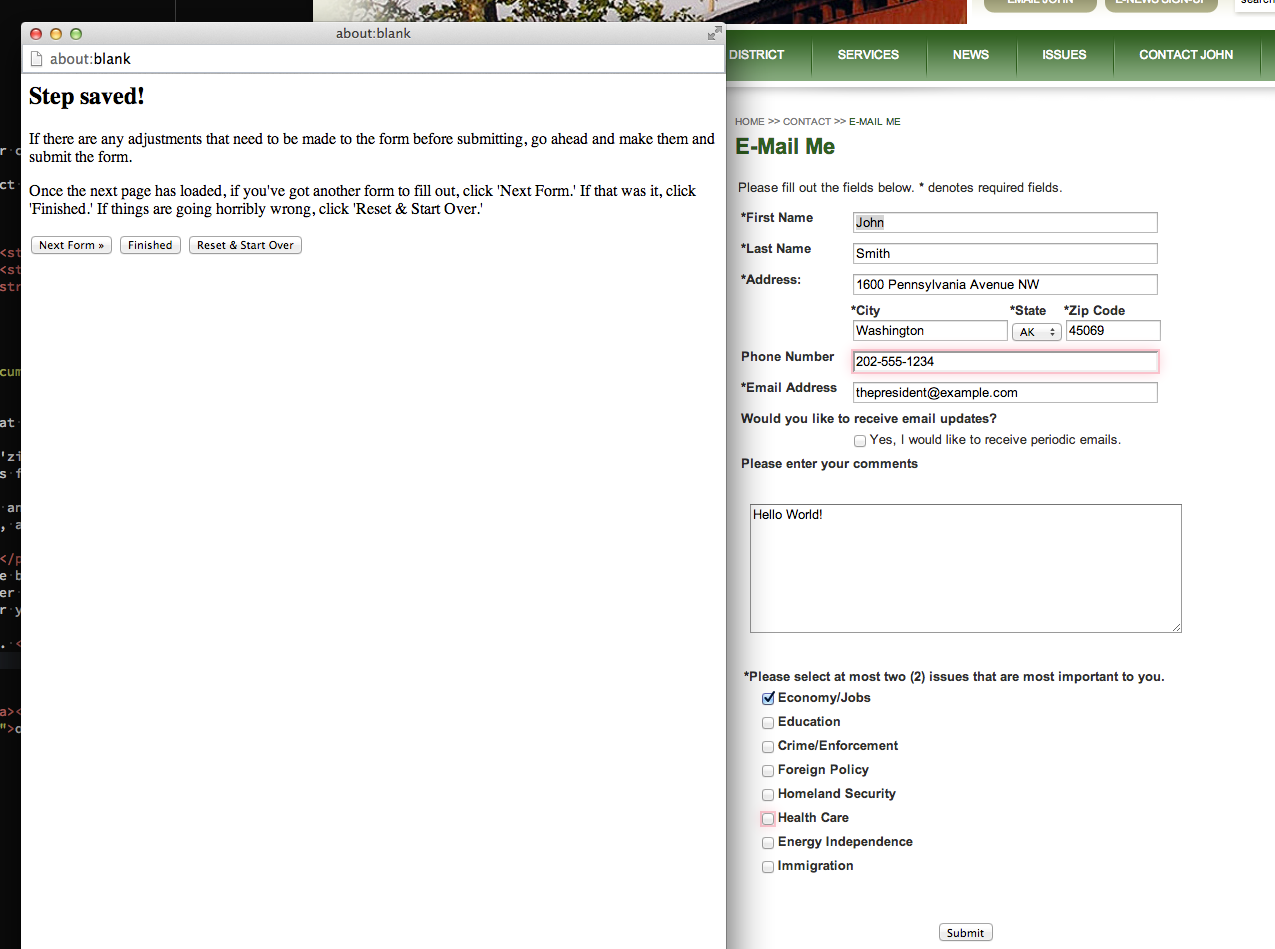 about:blank
about:blank
Step saved!
If there are any adjustments that need to be made to the form before submitting, go ahead and make them and
submit the form.
Once the next page has loaded, if you've got another form to fill out, click 'Next Form.' If that was it, click
'Finished.' If things are going horribly wrong, click 'Reset & Start Over.'
Next Form »
Finished
Reset & Start Over
EMAIL JOHN
E-NEWS SIGN-UP
search
DISTRICT
SERVICES
NEWS
ISSUES
CONTACT JOHN
HOME >> CONTACT >> E-MAIL ME
E-Mail Me
Please fill out the fields below. * denotes required fields.
*First Name
John
*Last Name
Smith
*Address:
1600 Pennsylvania Avenue NW
*City
*State
*Zip Code
Washington
AK
45069
Phone Number
202-555-1234
*Email Address
thepresident@example.com
Would you like to receive email updates?
Yes, I would like to receive periodic emails.
Please enter your comments
Hello World!
*Please select at most two (2) issues that are most important to you.
Economy/Jobs
Education
Crime/Enforcement
Foreign Policy
Homeland Security
Health Care
Energy Independence
Immigration
Submit